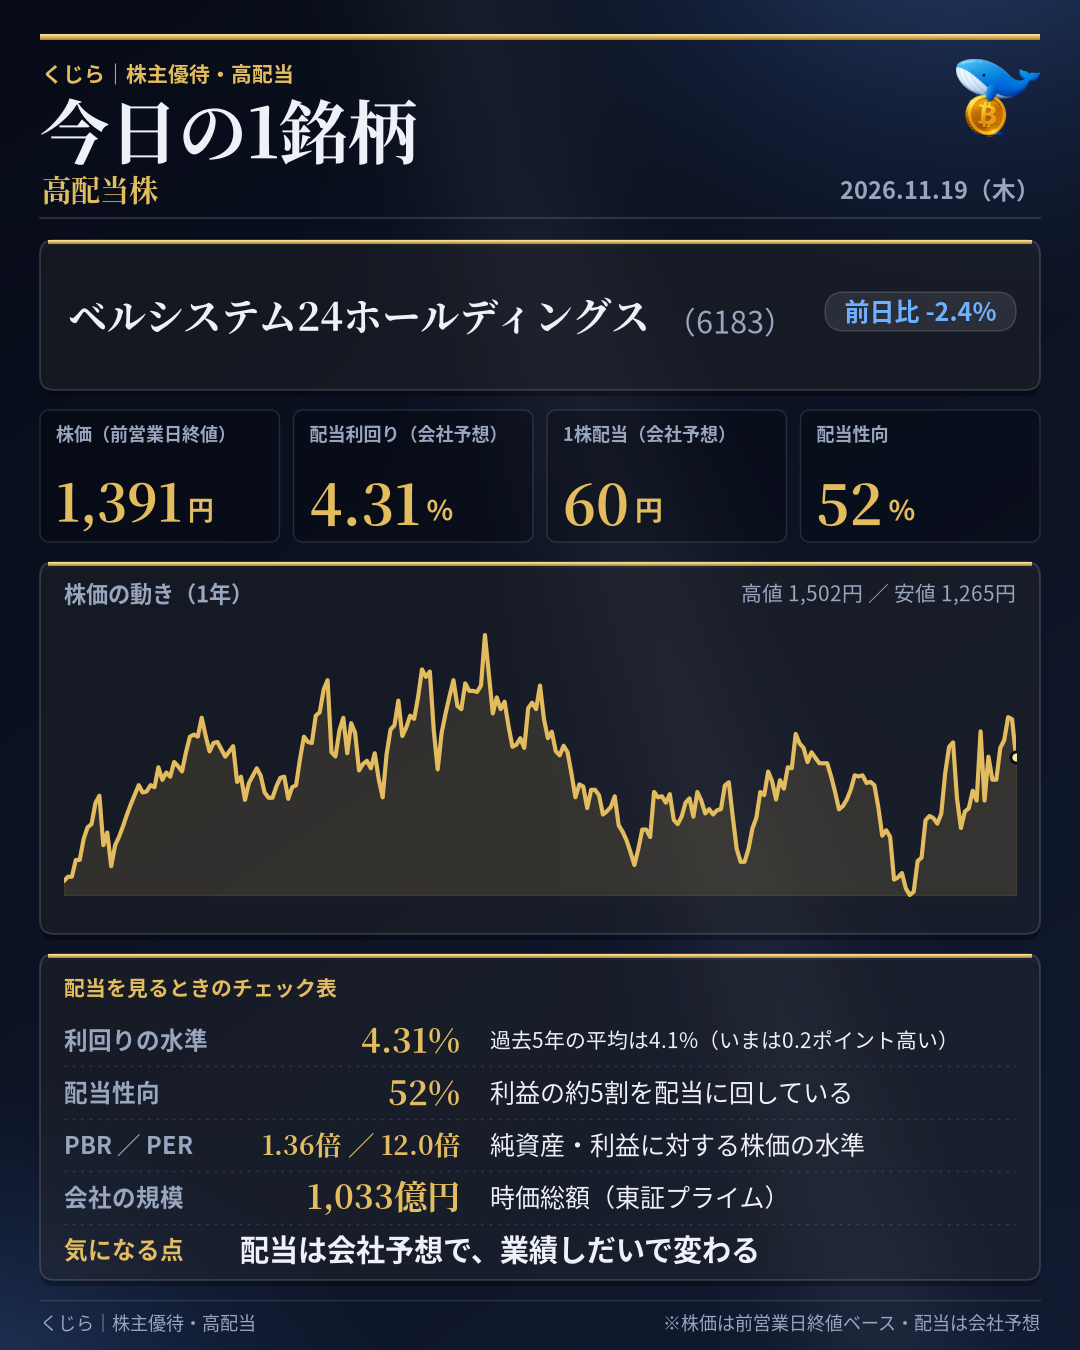 くじら｜株主優待・高配当
今日の1銘柄
高配当株
2026.11.19（木）
ベルシステム24ホールディングス （6183）
前日比 -2.4%
株価（前営業日終値）
1,391円
配当利回り（会社予想）
4.31%
1株配当（会社予想）
60円
配当性向
52%
株価の動き（1年）
高値 1,502円 ／ 安値 1,265円
配当を見るときのチェック表
利回りの水準 4.31% 過去5年の平均は4.1%（いまは0.2ポイント高い）
配当性向 52% 利益の約5割を配当に回している
PBR ／ PER 1.36倍 ／ 12.0倍 純資産・利益に対する株価の水準
会社の規模 1,033億円 時価総額（東証プライム）
気になる点 配当は会社予想で、業績しだいで変わる
くじら｜株主優待・高配当
※株価は前営業日終値ベース・配当は会社予想